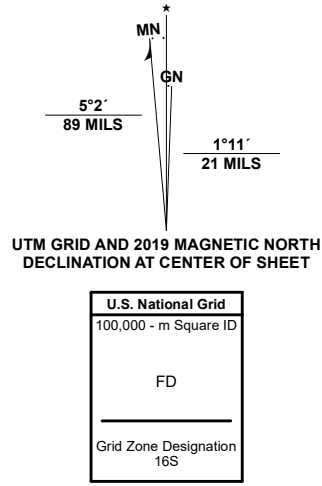 ★
MN
GN
5°2´
89 MILS
1°11´
21 MILS
UTM GRID AND 2019 MAGNETIC NORTH
DECLINATION AT CENTER OF SHEET
U.S. National Grid
100,000 - m Square ID
FD
Grid Zone Designation
16S